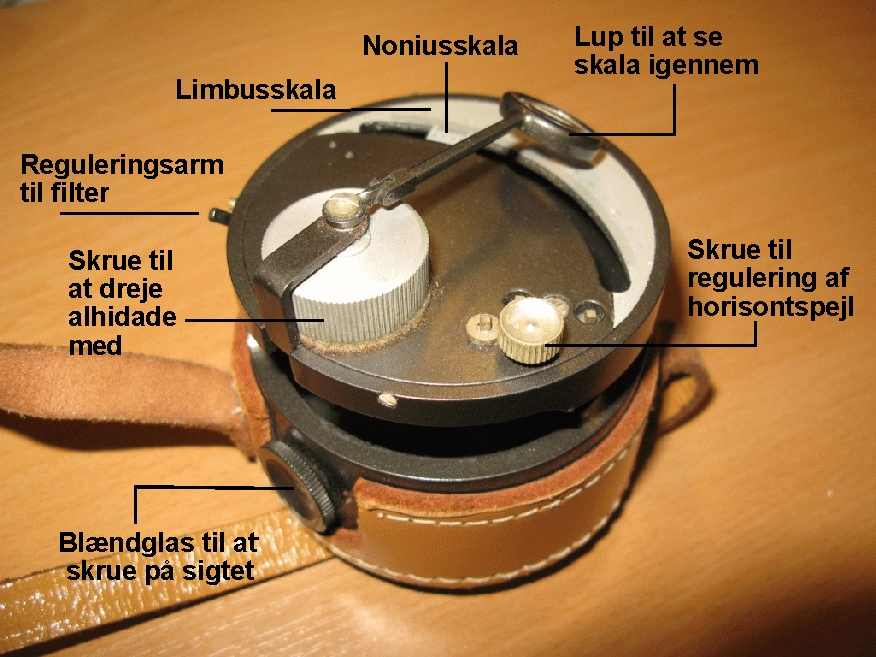 Noniusskala
Lup til at se
skala igennem
Limbusskala
Reguleringsarm
til filter
Skrue til
at dreje
alhidade
med
Skrue til
regulering af
horisontspejl
Blændglas til at
skrue på sigtet